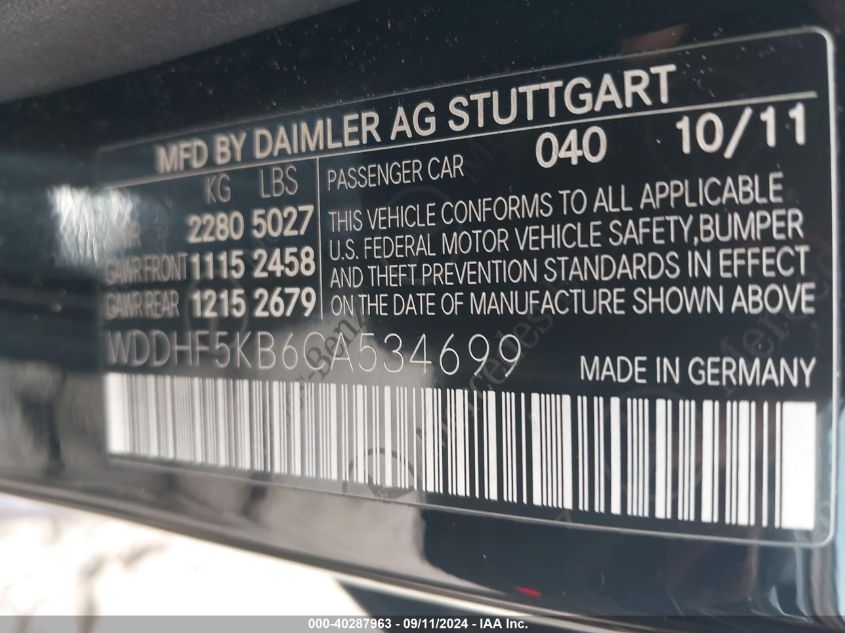 MFD BY DAIMLER AG STUTTGART
040 10/11
KG LBS
2280 5027
GAWR FRONT 1115 2458
GAWR REAR 1215 2679
PASSENGER CAR
THIS VEHICLE CONFORMS TO ALL APPLICABLE
U.S. FEDERAL MOTOR VEHICLE SAFETY,BUMPER
AND THEFT PREVENTION STANDARDS IN EFFECT
ON THE DATE OF MANUFACTURE SHOWN ABOVE
WDDHF5KB6CA534699
MADE IN GERMANY
000-40287963 - 09/11/2024 - IAA Inc.